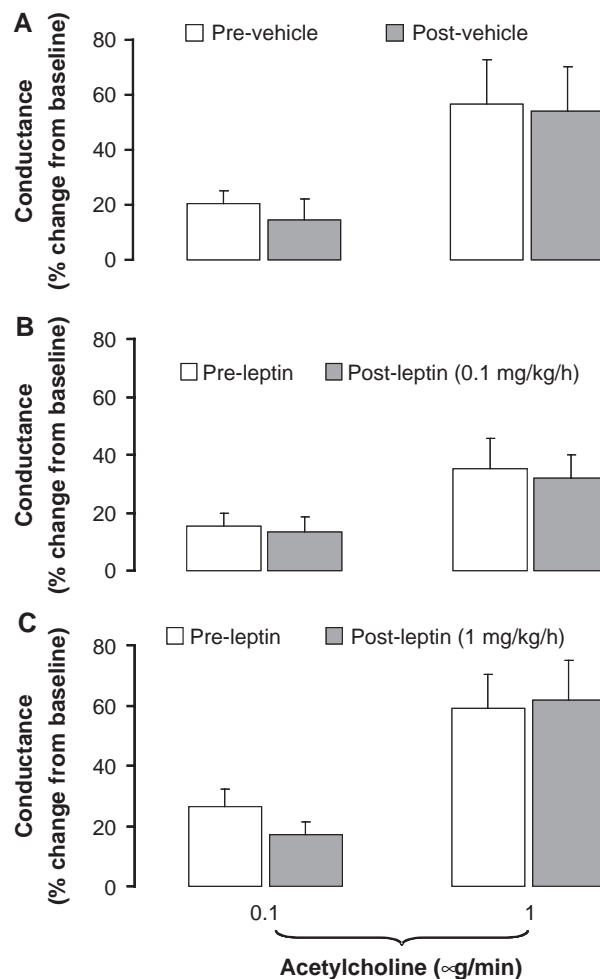 A
80
60
40
20
0
Conductance
(% change from baseline)
Pre-vehicle
Post-vehicle
B
80
60
40
20
0
Conductance
(% change from baseline)
Pre-leptin
Post-leptin (0.1 mg/kg/h)
C
80
60
40
20
0
Conductance
(% change from baseline)
Pre-leptin
Post-leptin (1 mg/kg/h)
0.1
1
Acetylcholine (∝g/min)